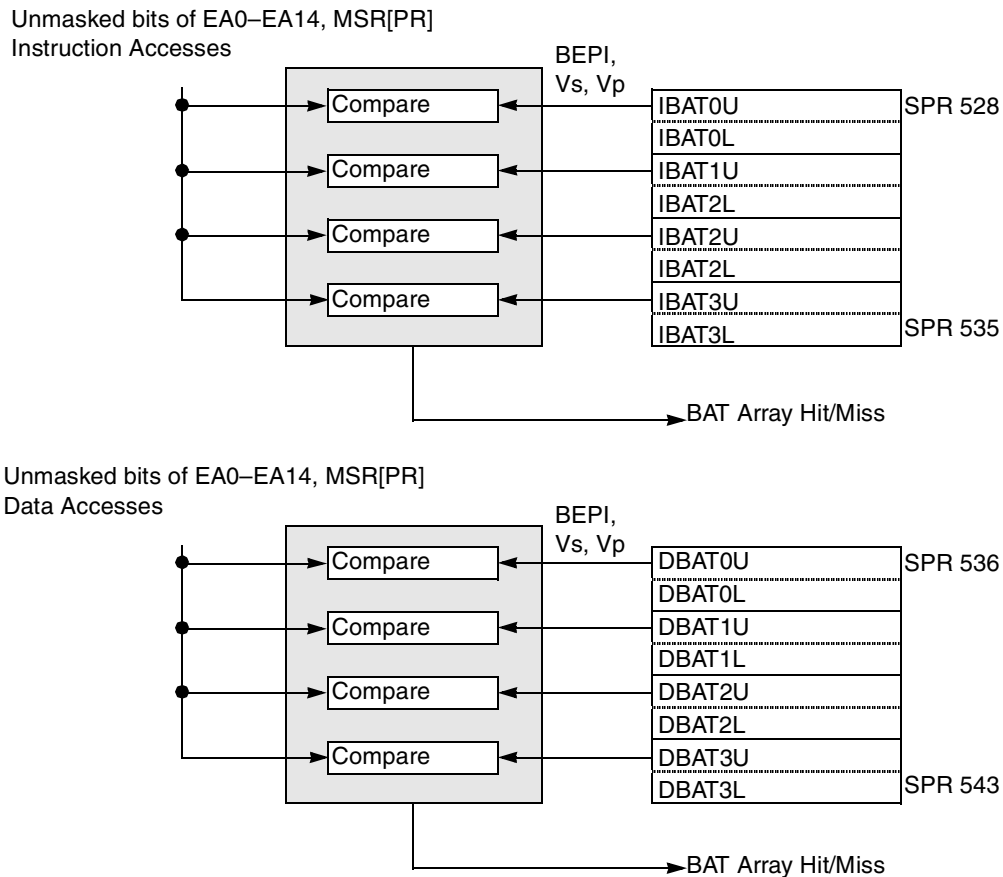 Unmasked bits of EA0–EA14, MSR[PR]
Instruction Accesses
BEPI,
Vs, Vp
Compare
IBAT0U
SPR 528
IBAT0L
Compare
IBAT1U
IBAT2L
Compare
IBAT2U
IBAT2L
Compare
IBAT3U
IBAT3L
SPR 535
BAT Array Hit/Miss
Unmasked bits of EA0–EA14, MSR[PR]
Data Accesses
BEPI,
Vs, Vp
Compare
DBAT0U
SPR 536
DBAT0L
Compare
DBAT1U
DBAT1L
Compare
DBAT2U
DBAT2L
Compare
DBAT3U
DBAT3L
SPR 543
BAT Array Hit/Miss